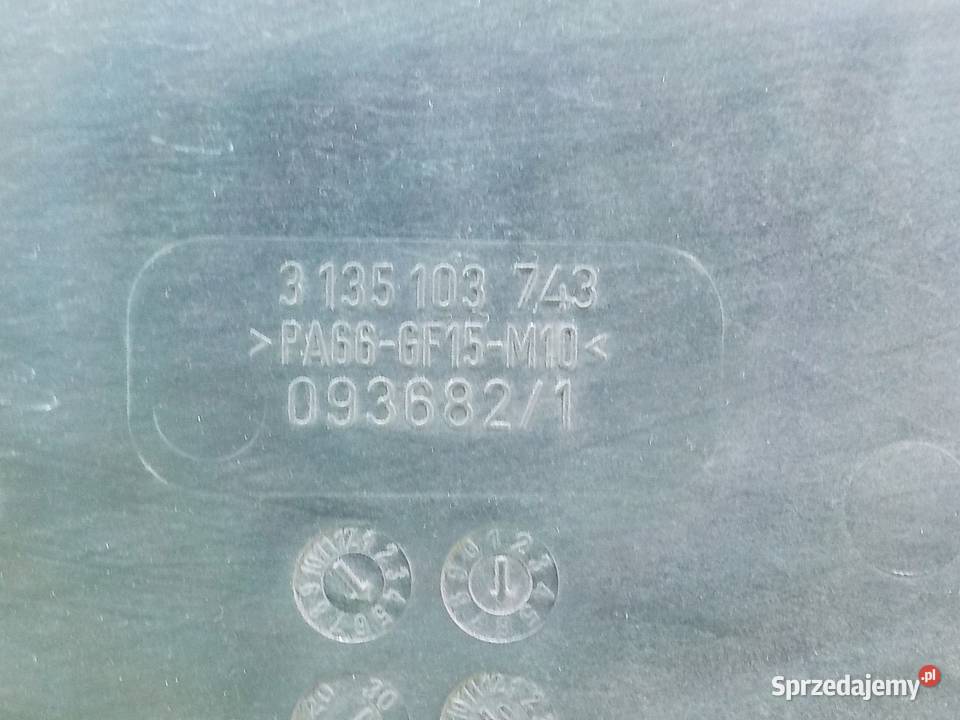 3 135 103 743
>PA66-GF15-M10<
093682/1
Sprzedajemy.pl